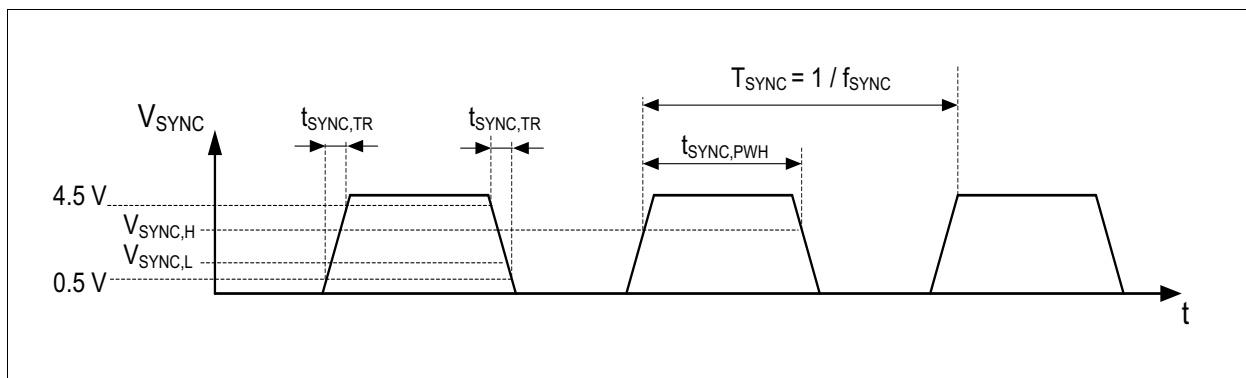 T_SYNC = 1 / f_SYNC
V_SYNC
t_SYNC,TR
t_SYNC,TR
t_SYNC,PWH
4.5 V
V_SYNC,H
V_SYNC,L
0.5 V
t